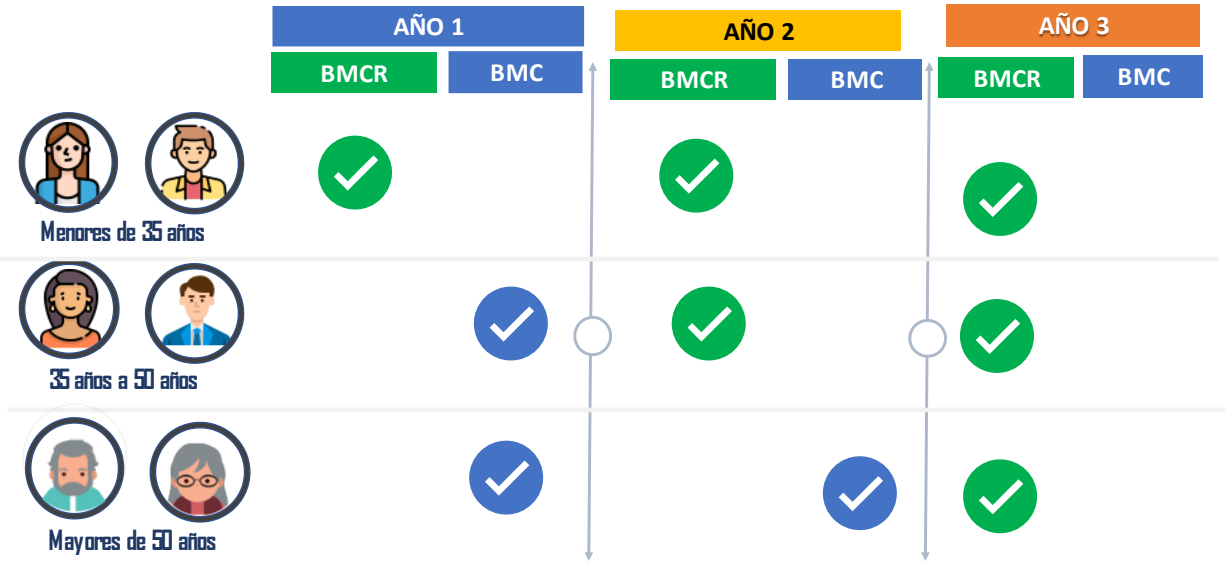 AÑO 1
AÑO 2
AÑO 3
BMCR
BMC
BMCR
BMC
BMCR
BMC
Menores de 35 años
35 años a 50 años
Mayores de 50 años